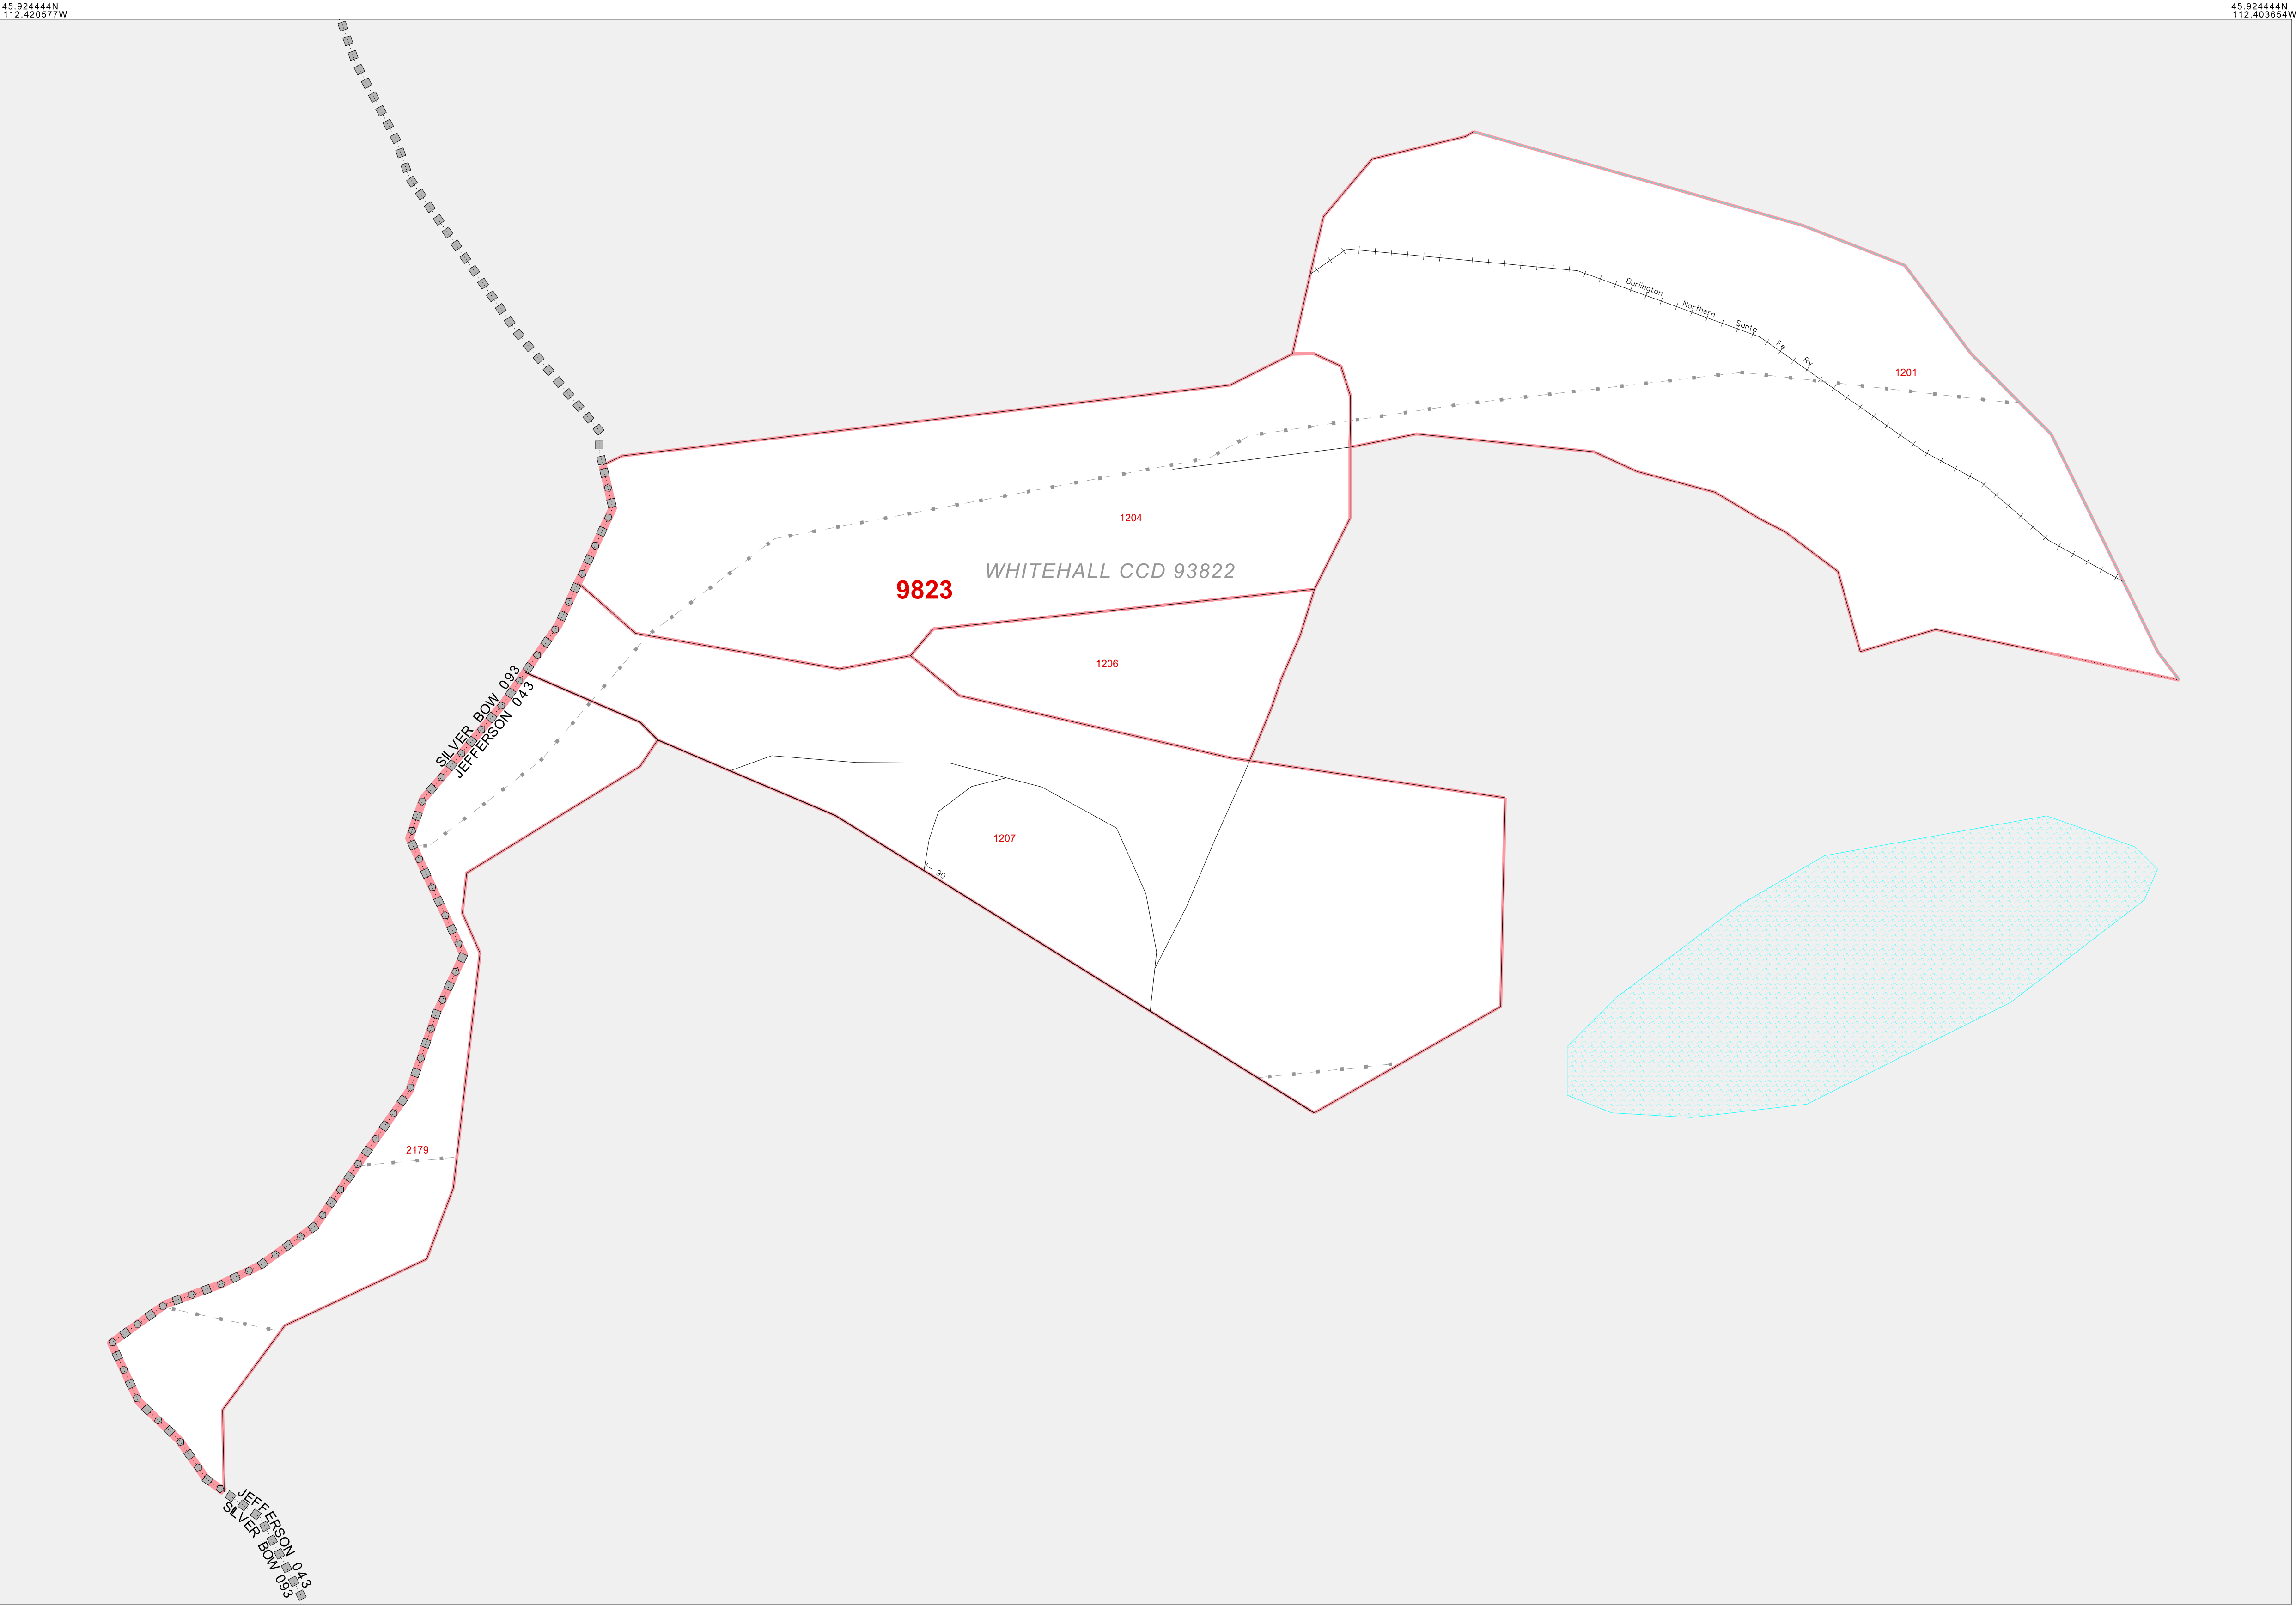 45.924444N
112.420577W
45.924444N
112.403654W
Burlington Northern Santa Fe Ry
1201
1204
WHITEHALL CCD 93822
9823
1206
SILVER BOW 093
JEFFERSON 043
1207
I- 90
2179
JEFFERSON 043
SILVER BOW 093